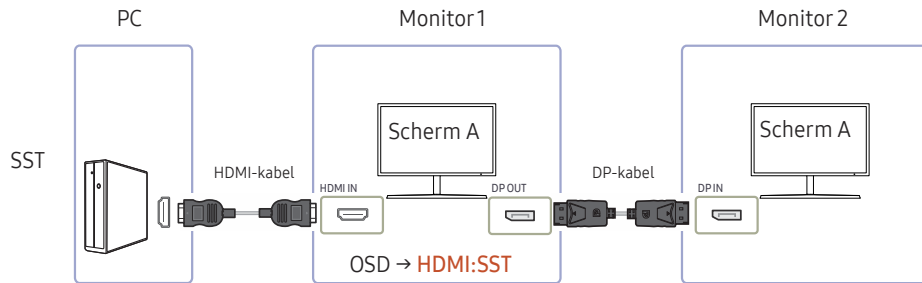 PC
Monitor 1
Monitor 2
SST
Scherm A
Scherm A
HDMI-kabel
HDMI IN
DP OUT
DP-kabel
DP IN
OSD → HDMI:SST